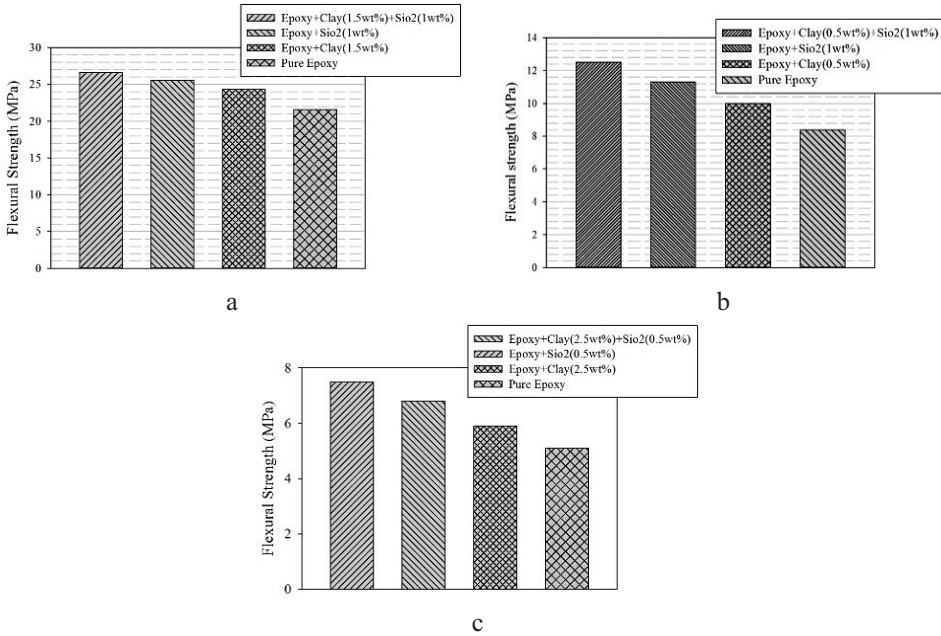 Epoxy+Clay(1.5wt%)+Sio2(1wt%)
Epoxy+Sio2(1wt%)
Epoxy+Clay(1.5wt%)
Pure Epoxy
30
25
20
15
10
5
0
Flexural Strength (MPa)
a
Epoxy+Clay(0.5wt%)+Sio2(1wt%)
Epoxy+Sio2(1wt%)
Epoxy+Clay(0.5wt%)
Pure Epoxy
14
12
10
8
6
4
2
0
Flexural strength (MPa)
b
Epoxy+Clay(2.5wt%)+Sio2(0.5wt%)
Epoxy+Sio2(0.5wt%)
Epoxy+Clay(2.5wt%)
Pure Epoxy
8
6
4
2
0
Flexural Strength (MPa)
c